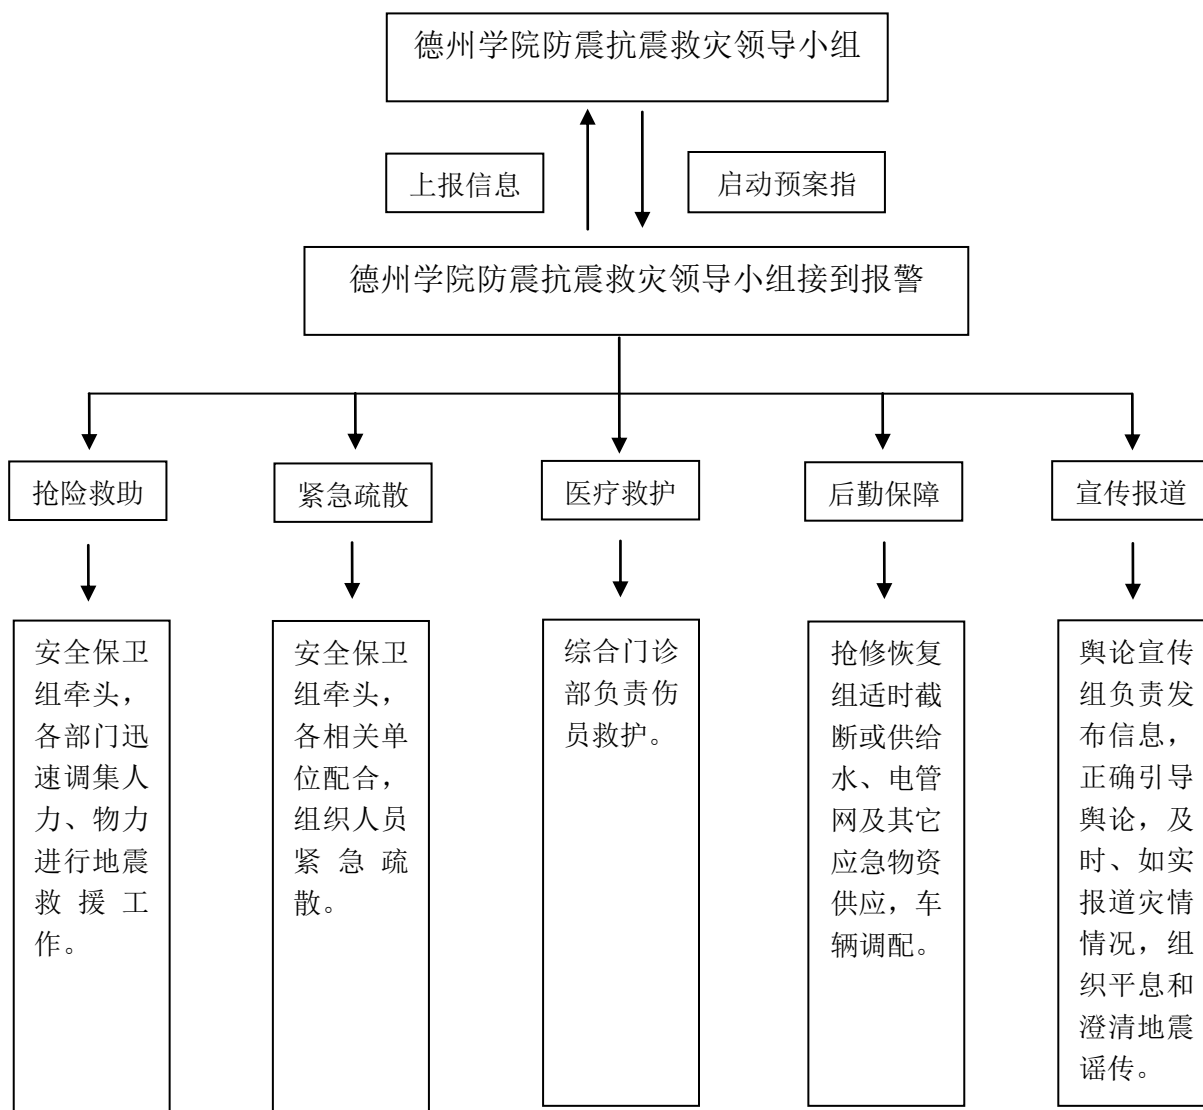 德州学院防震抗震救灾领导小组
上报信息
启动预案指
德州学院防震抗震救灾领导小组接到报警
抢险救助
紧急疏散
医疗救护
后勤保障
宣传报道
安全保卫
组牵头，
各部门迅
速调集人
力、物力
进行地震
救援工
作。
安全保卫
组牵头，
各相关单
位配合，
组织人员
紧急疏
散。
综合门诊
部负责伤
员救护。
抢修恢复
组适时截
断或供给
水、电管
网及其它
应急物资
供应，车
辆调配。
舆论宣传
组负责发
布信息，
正确引导
舆论，及
时、如实
报道灾情
情况，组
织平息和
澄清地震
谣传。